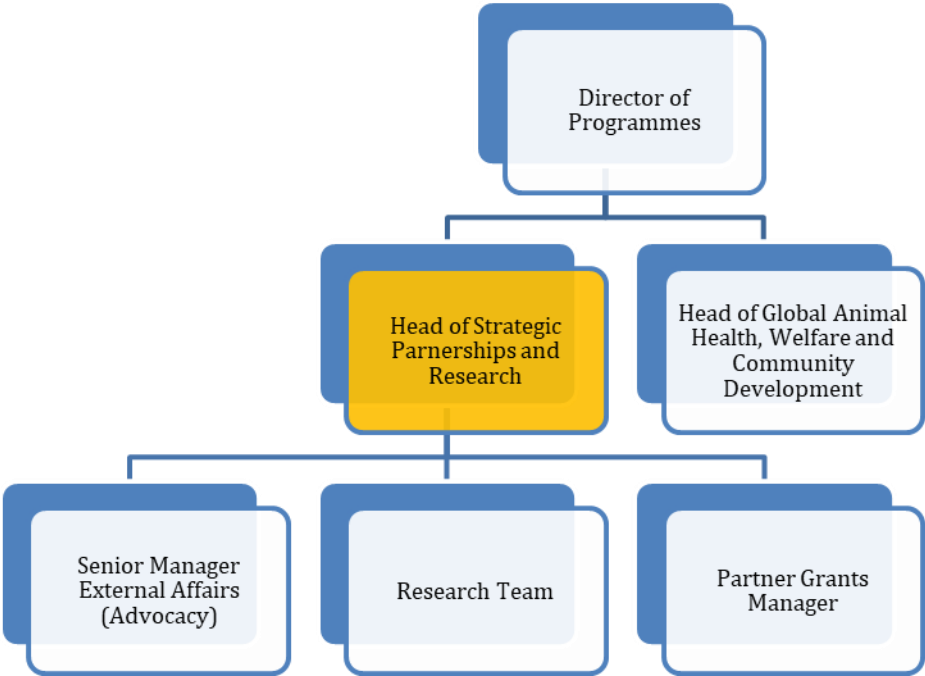 Director of
Programmes
Head of Strategic
Parnerships and
Research
Head of Global Animal
Health, Welfare and
Community
Development
Senior Manager
External Affairs
(Advocacy)
Research Team
Partner Grants
Manager